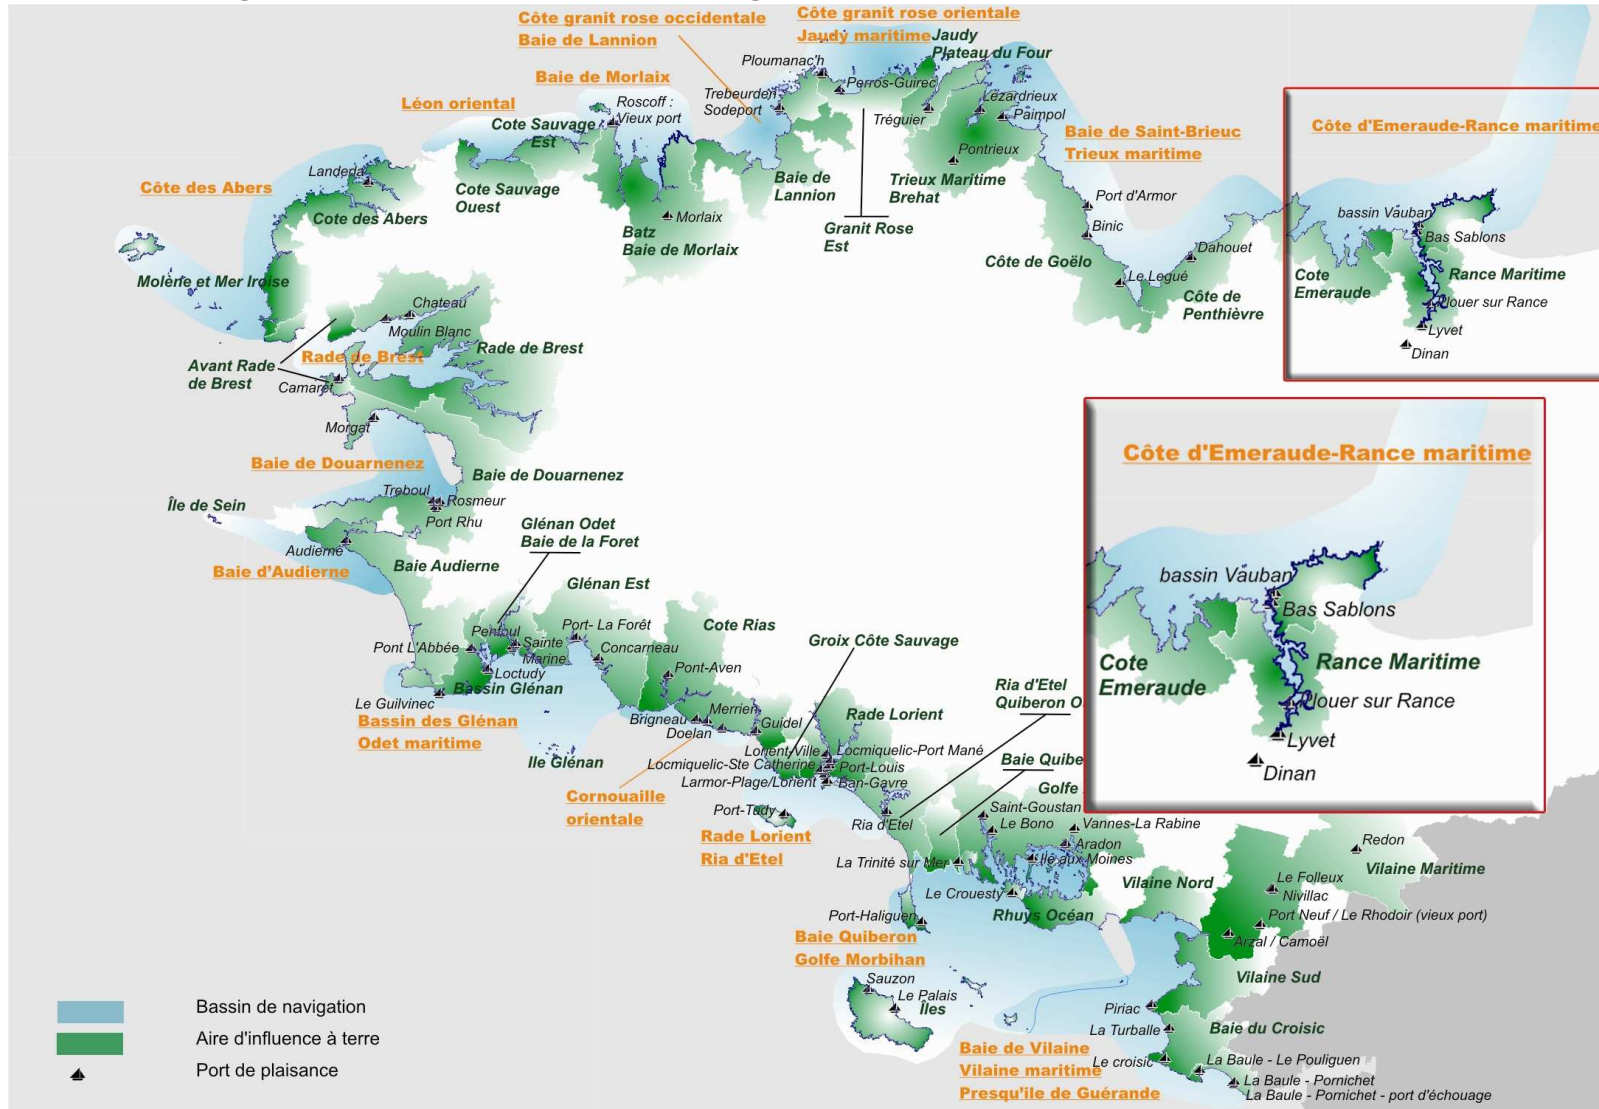 Côte granit rose occidentale
Baie de Lannion
Côte granit rose orientale
Jaudy maritime
Jaudy
Plateau du Four
Ploumanac'h
Perros-Guirec
Baie de Morlaix
Trebeurden
Sodeport
Léon oriental
Roscoff :
Vieux port
Cote Sauvage
Est
Tréguier
Lézardrieux
Paimpol
Baie de Saint-Brieuc
Trieux maritime
Côte d'Emeraude-Rance maritime
Pontrieux
Landeda
Côte des Abers
Cote des Abers
Cote Sauvage
Ouest
Baie de
Lannion
Trieux Maritime
Brehat
Port d'Armor
Morlaix
Batz
Baie de Morlaix
Granit Rose
Est
Binic
bassin Vauban
Bas Sablons
Dahouet
Côte de Goëlo
Le Legué
Cote
Emeraude
Rance Maritime
Molène et Mer Iroise
Côte de
Penthièvre
Plouer sur Rance
Lyvet
Dinan
Chateau
Moulin Blanc
Rade de Brest
Rade de Brest
Avant Rade
de Brest
Camaret
Morgat
Baie de Douarnenez
Baie de Douarnenez
Treboul
Rosmeur
Port Rhu
Île de Sein
Glénan Odet
Baie de la Foret
Audierne
Baie d'Audierne
Baie Audierne
Glénan Est
Côte d'Emeraude-Rance maritime
bassin Vauban
Bas Sablons
Cote
Emeraude
Rance Maritime
Plouer sur Rance
Lyvet
Dinan
Penfoul
Sainte
Marine
Port- La Forêt
Concarneau
Cote Rias
Groix Côte Sauvage
Pont L'Abbée
Loctudy
Pont-Aven
Bassin Glénan
Le Guilvinec
Bassin des Glénan
Odet maritime
Merrien
Brigneau
Doelan
Guidel
Rade Lorient
Ria d'Etel
Quiberon O
Lorient-Ville
Locmiquelic-Port Mané
Locmiquelic-Ste Catherine
Port-Louis
Larmor-Plage/Lorient
Ban-Gavre
Baie Quibe
Ile Glénan
Cornouaille
orientale
Port-Tudy
Rade Lorient
Ria d'Etel
Ria d'Etel
Golfe
Saint-Goustan
Le Bono
Vannes-La Rabine
Aradon
Ile aux Moines
La Trinité sur Mer
Redon
Vilaine Maritime
Vilaine Nord
Le Folleux
Nivillac
Le Crouesty
Rhuys Océan
Port-Haliguen
Port Neuf / Le Rhodoir (vieux port)
Arzal / Camoël
Baie Quiberon
Golfe Morbihan
Vilaine Sud
Sauzon
Le Palais
Îles
Piriac
La Turballe
Baie du Croisic
Baie de Vilaine
Vilaine maritime
Presqu'ile de Guérande
Le croisic
La Baule - Le Pouliguen
La Baule - Pornichet
La Baule - Pornichet - port d'échouage
Bassin de navigation
Aire d'influence à terre
Port de plaisance